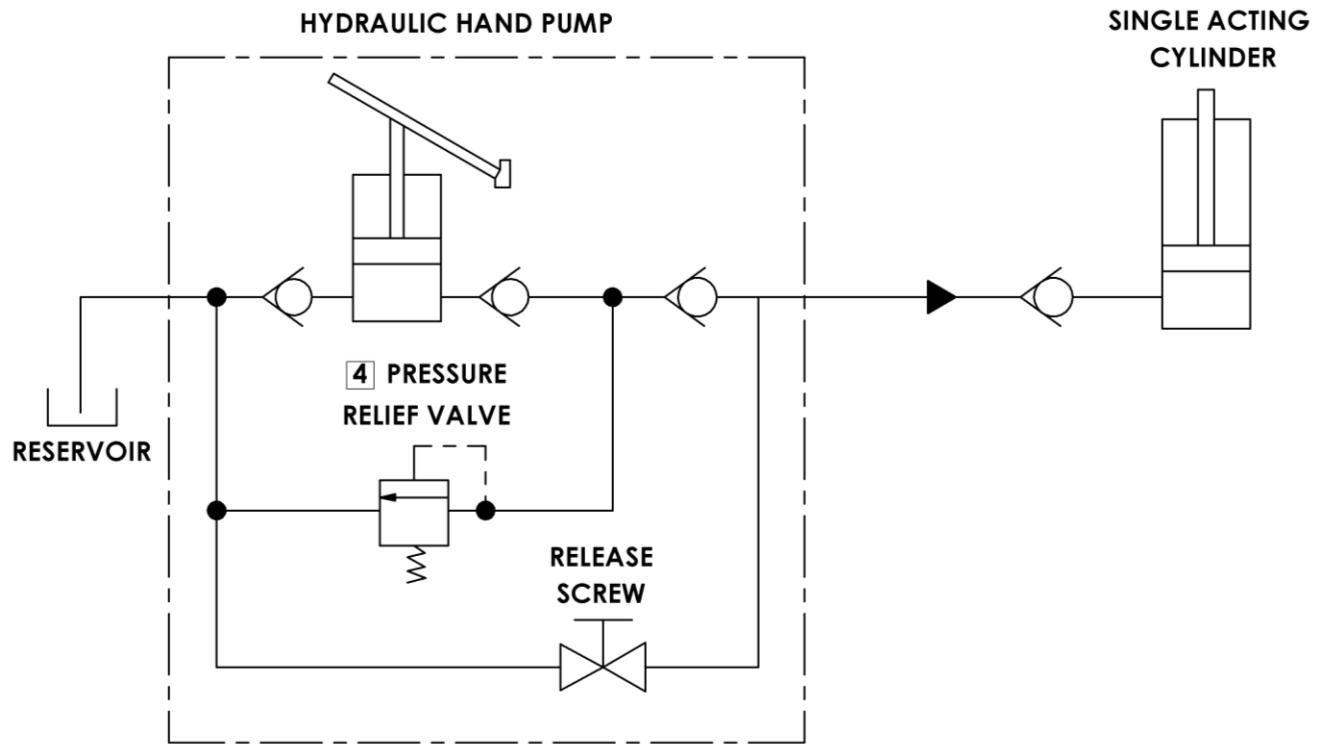 HYDRAULIC HAND PUMP
SINGLE ACTING
CYLINDER
4 PRESSURE
RELIEF VALVE
RESERVOIR
RELEASE
SCREW